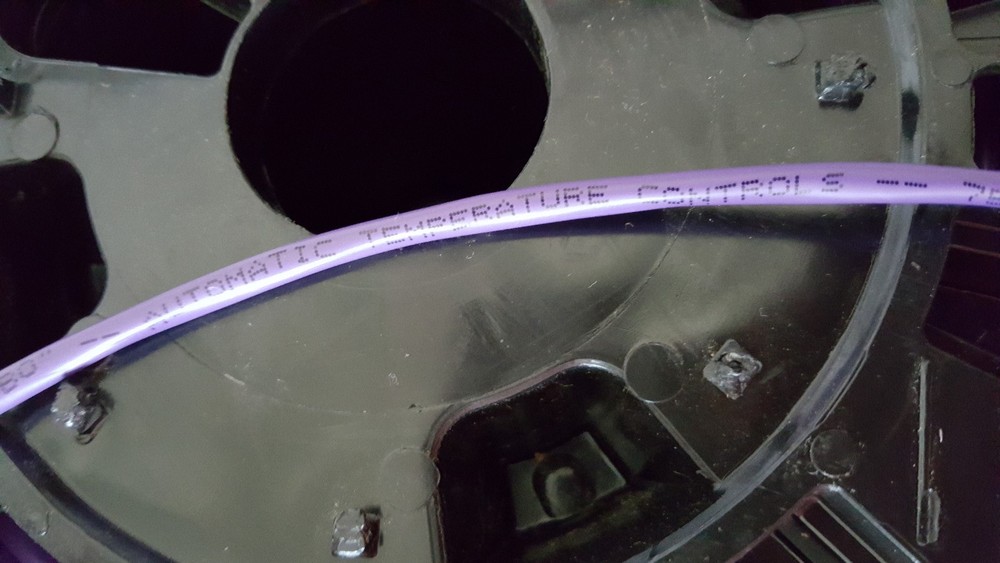 -- AUTOMATIC TEMPERATURE CONTROLS --